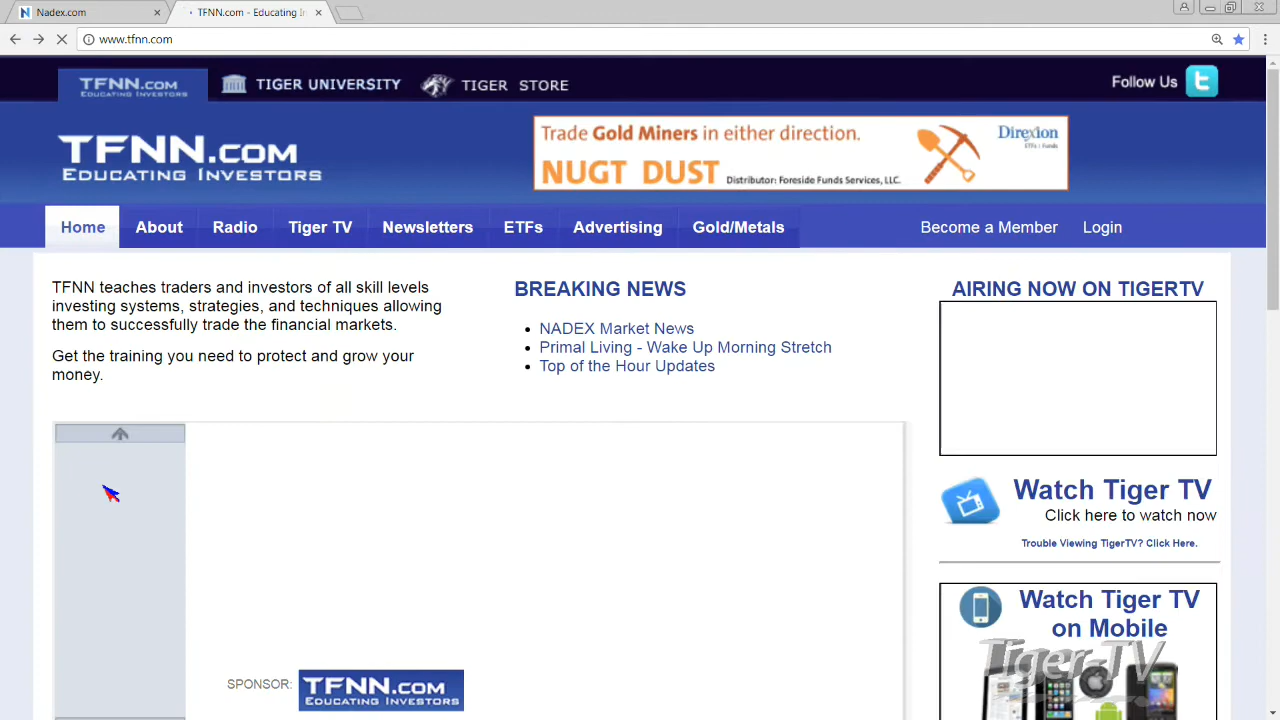 Nadex.com
TFNN.com - Educating In
www.tfnn.com
TFNN.COM
EDUCATING INVESTORS
TIGER UNIVERSITY
TIGER STORE
Follow Us
TFNN.COM
EDUCATING INVESTORS
Trade Gold Miners in either direction.
NUGT DUST
Distributor: Foreside Funds Services, LLC.
Direxion
ETFs | Funds
Home
About
Radio
Tiger TV
Newsletters
ETFs
Advertising
Gold/Metals
Become a Member
Login
TFNN teaches traders and investors of all skill levels
investing systems, strategies, and techniques allowing
them to successfully trade the financial markets.
Get the training you need to protect and grow your
money.
BREAKING NEWS
NADEX Market News
Primal Living - Wake Up Morning Stretch
Top of the Hour Updates
AIRING NOW ON TIGERTV
Watch Tiger TV
Click here to watch now
Trouble Viewing TigerTV? Click Here.
Watch Tiger TV
on Mobile
Tiger TV
SPONSOR:
TFNN.COM
EDUCATING INVESTORS